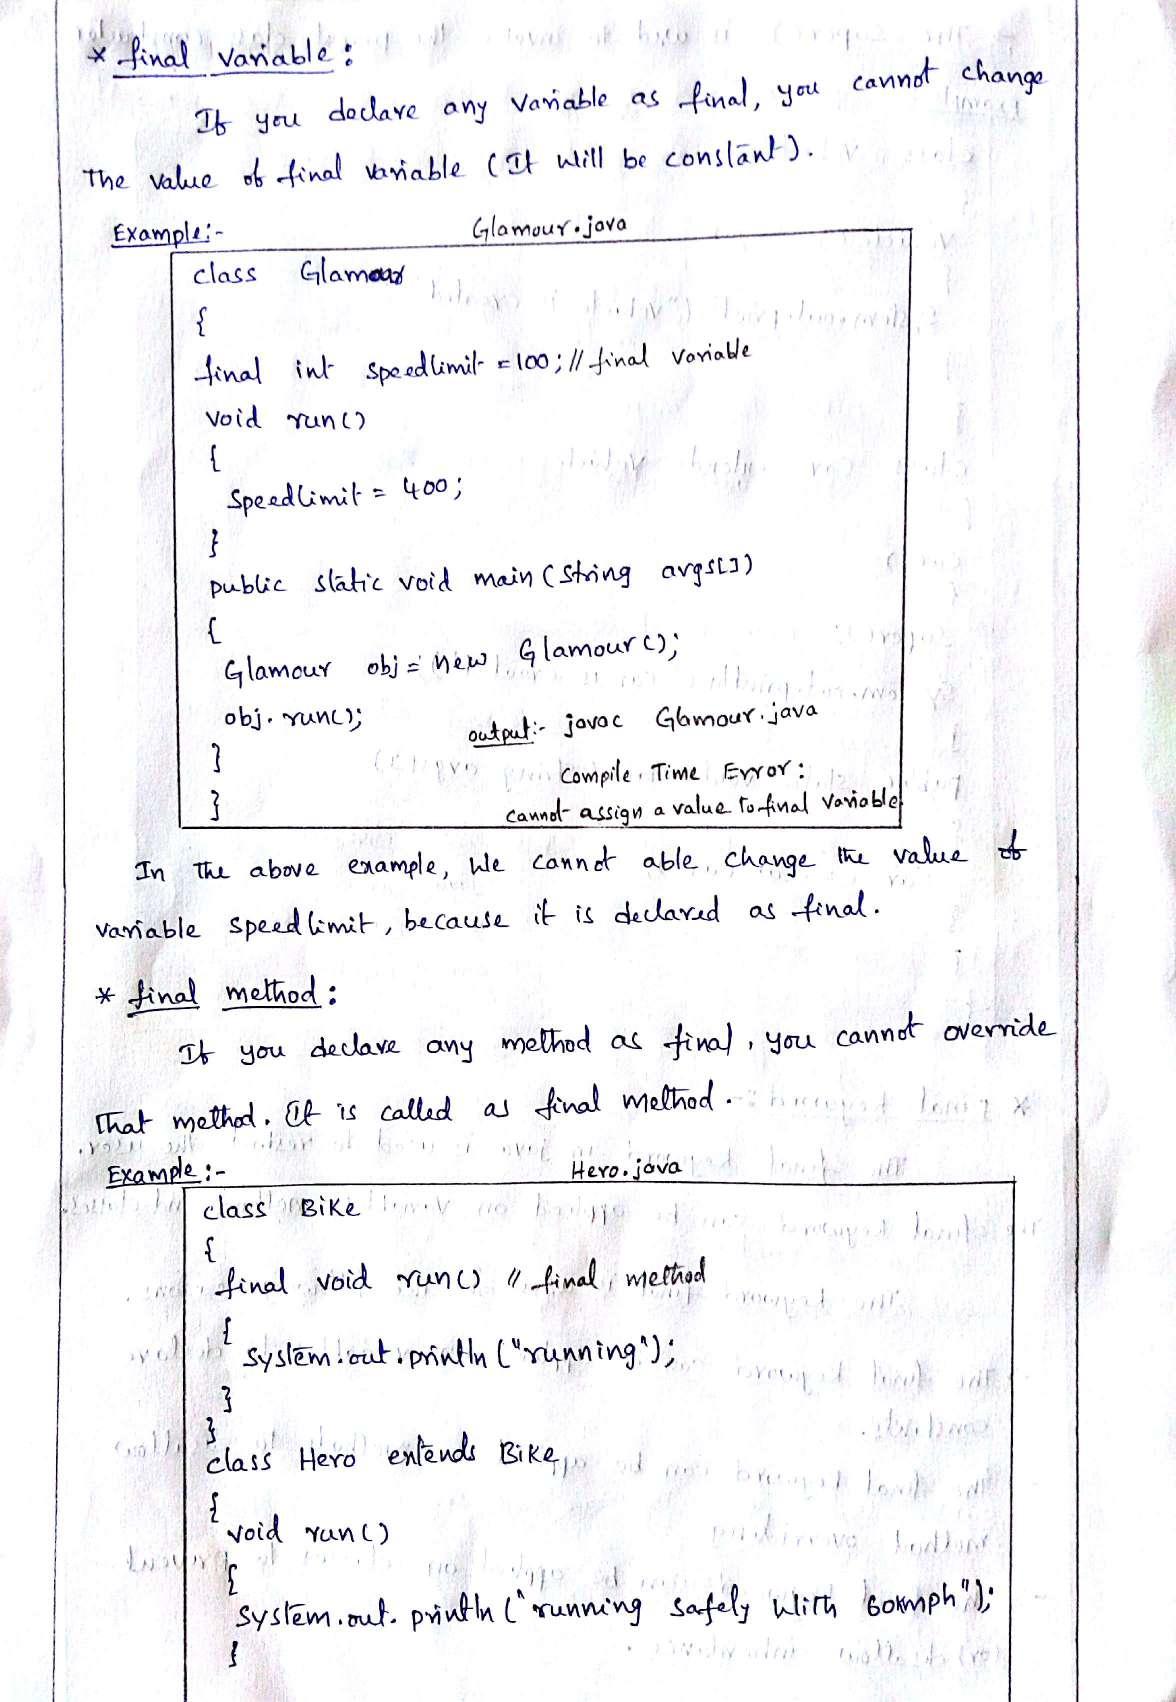 * final variable :
If you declare any variable as final, you cannot change
The value of final variable (It will be constant).
Example:- Glamour.java
class Glamour
{
final int speedlimit =100; // final variable
void run()
{
speedlimit = 400;
}
public static void main (String args[])
{
Glamour obj = new Glamour();
obj. run();
output:- javac Glamour.java
}
Compile Time Error :
}
cannot assign a value to final variable
In The above example, We cannot able change the value of
variable speed limit, because it is declared as final.
* final method :
If you declare any method as final, you cannot override
That method. It is called as final method.
Example :- Hero.java
class Bike
{
final void run() // final method
{
system.out.println ("running");
}
}
class Hero extends Bike
{
void run()
{
system.out. println ("running safely With 60kmph");
}